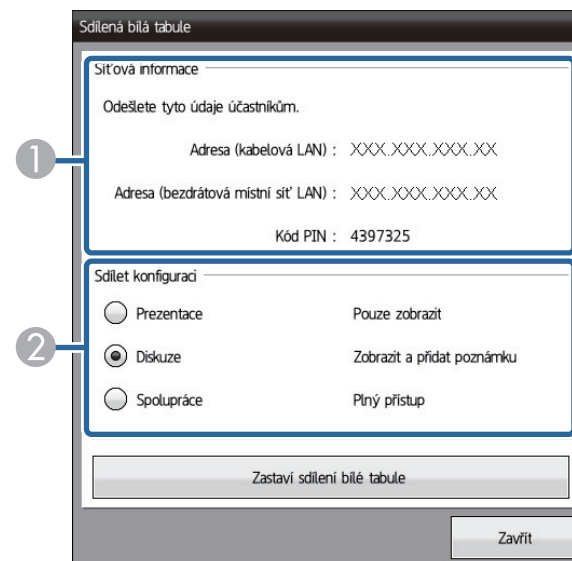 Sdílená bílá tabule
Síťová informace
Odešlete tyto údaje účastníkům.
Adresa (kabelová LAN) : XXX.XXX.XXX.XX
1
Adresa (bezdrátová místní síť LAN) : XXX.XXX.XXX.XX
Kód PIN : 4397325
Sdílet konfiguraci
Prezentace Pouze zobrazit
2
Diskuze Zobrazit a přidat poznámku
Spolupráce Plný přístup
Zastaví sdílení bílé tabule
Zavřít